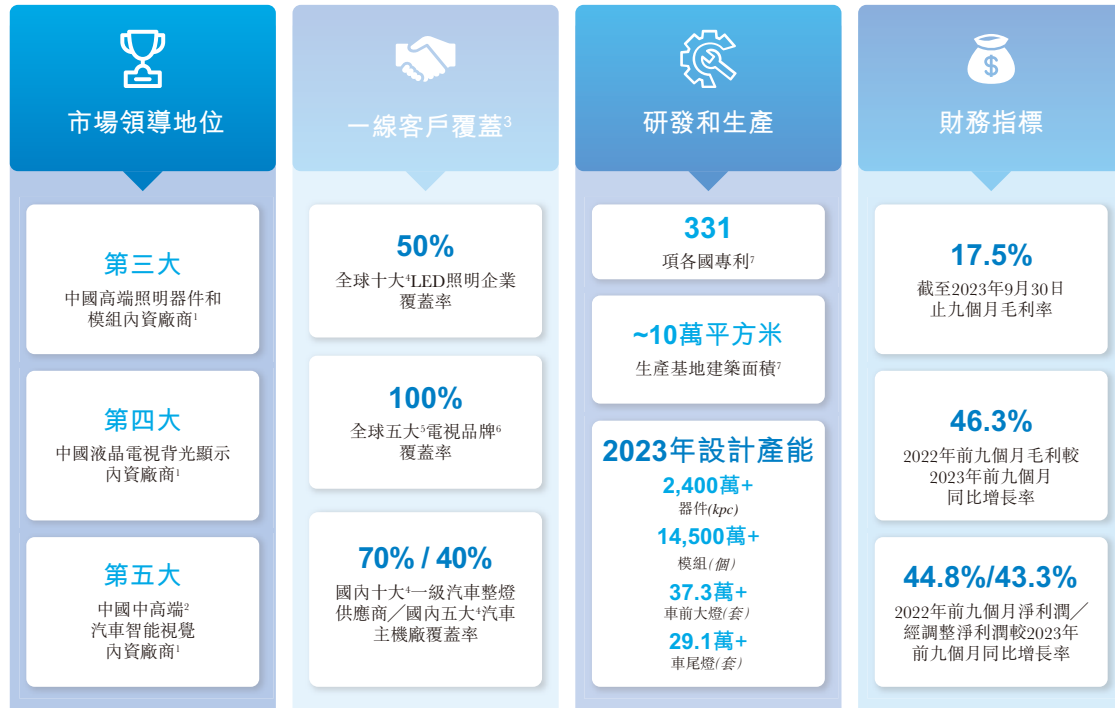 市場領導地位
第三大
中國高端照明器件和
模組內資廠商¹
第四大
中國液晶電視背光顯示
內資廠商¹
第五大
中國中高端²
汽車智能視覺
內資廠商¹
一線客戶覆蓋³
50%
全球十大⁴LED照明企業
覆蓋率
100%
全球五大⁵電視品牌⁶
覆蓋率
70% / 40%
國內十大⁴一級汽車整燈
供應商／國內五大⁴汽車
主機廠覆蓋率
研發和生產
331
項各國專利⁷
~10萬平方米
生產基地建築面積⁷
2023年設計產能
2,400萬+
器件(kpc)
14,500萬+
模組(個)
37.3萬+
車前大燈(套)
29.1萬+
車尾燈(套)
財務指標
$
17.5%
截至2023年9月30日
止九個月毛利率
46.3%
2022年前九個月毛利較
2023年前九個月
同比增長率
44.8%/43.3%
2022年前九個月淨利潤／
經調整淨利潤較2023年
前九個月同比增長率